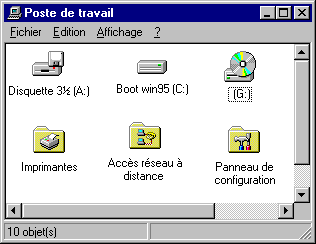 Poste de travail
Fichier Edition Affichage ?
Disquette 3½ (A:)
Boot win95 (C:)
(G:)
Imprimantes
Accès réseau à
distance
Panneau de
configuration
10 objet(s)